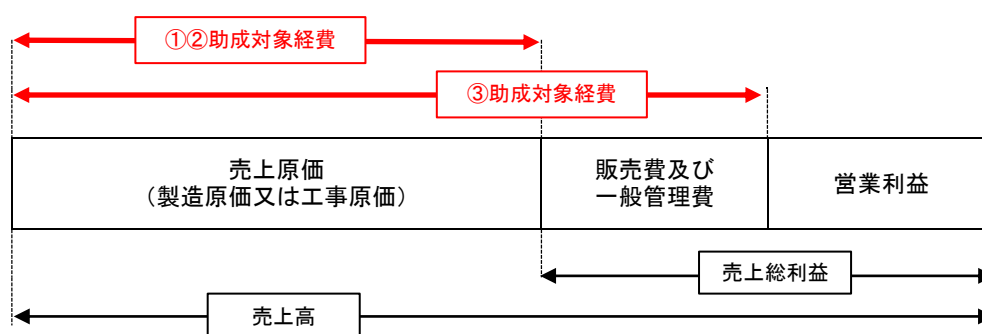 ①②助成対象経費
③助成対象経費
売上原価
（製造原価又は工事原価）
販売費及び
一般管理費
営業利益
売上総利益
売上高